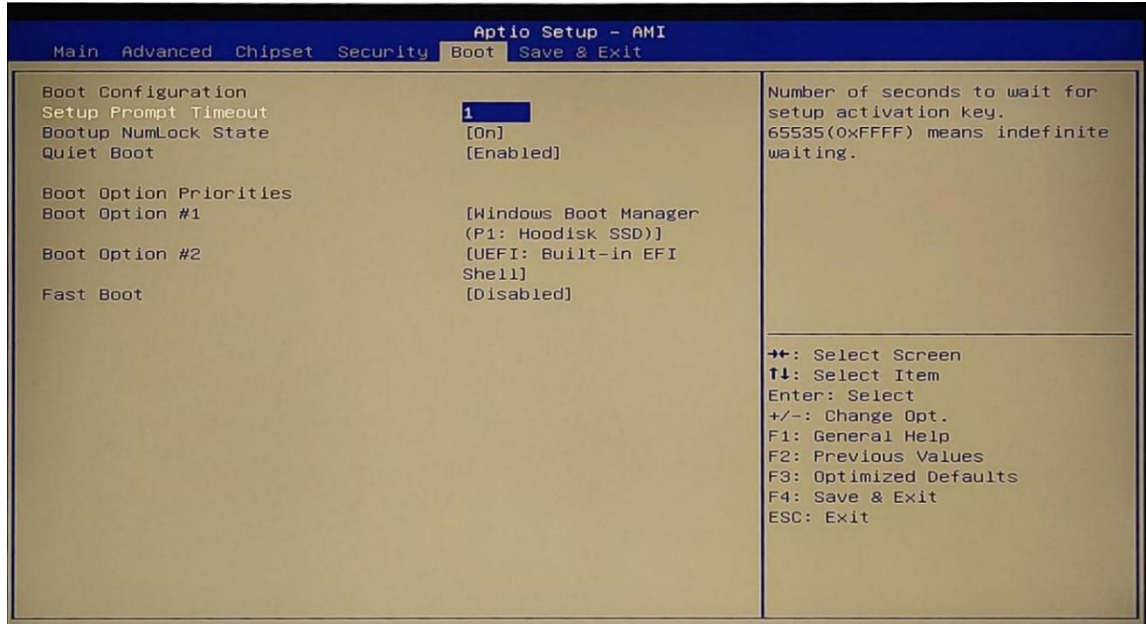 Aptio Setup - AMI
Main Advanced Chipset Security Boot Save & Exit
Boot Configuration
Setup Prompt Timeout 1
Bootup NumLock State [On]
Quiet Boot [Enabled]
Boot Option Priorities
Boot Option #1 [Windows Boot Manager
(P1: Hoodisk SSD)]
Boot Option #2 [UEFI: Built-in EFI
Shell]
Fast Boot [Disabled]
Number of seconds to wait for
setup activation key.
65535(0xFFFF) means indefinite
waiting.
→←: Select Screen
↑↓: Select Item
Enter: Select
+/-: Change Opt.
F1: General Help
F2: Previous Values
F3: Optimized Defaults
F4: Save & Exit
ESC: Exit